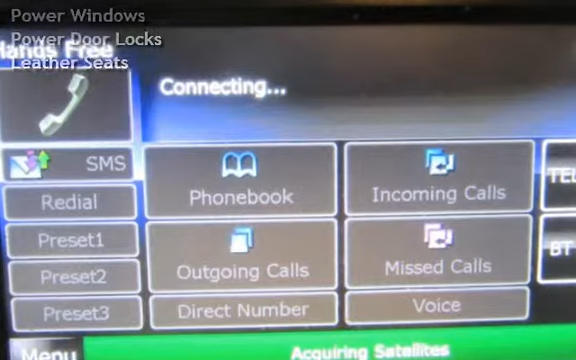 Power Windows
Power Door Locks
Hands Free
Leather Seats
Connecting...
SMS
Phonebook
Incoming Calls
TEL
Redial
Preset1
Outgoing Calls
Missed Calls
BT
Preset2
Preset3
Direct Number
Voice
Menu
Acquiring Satellites